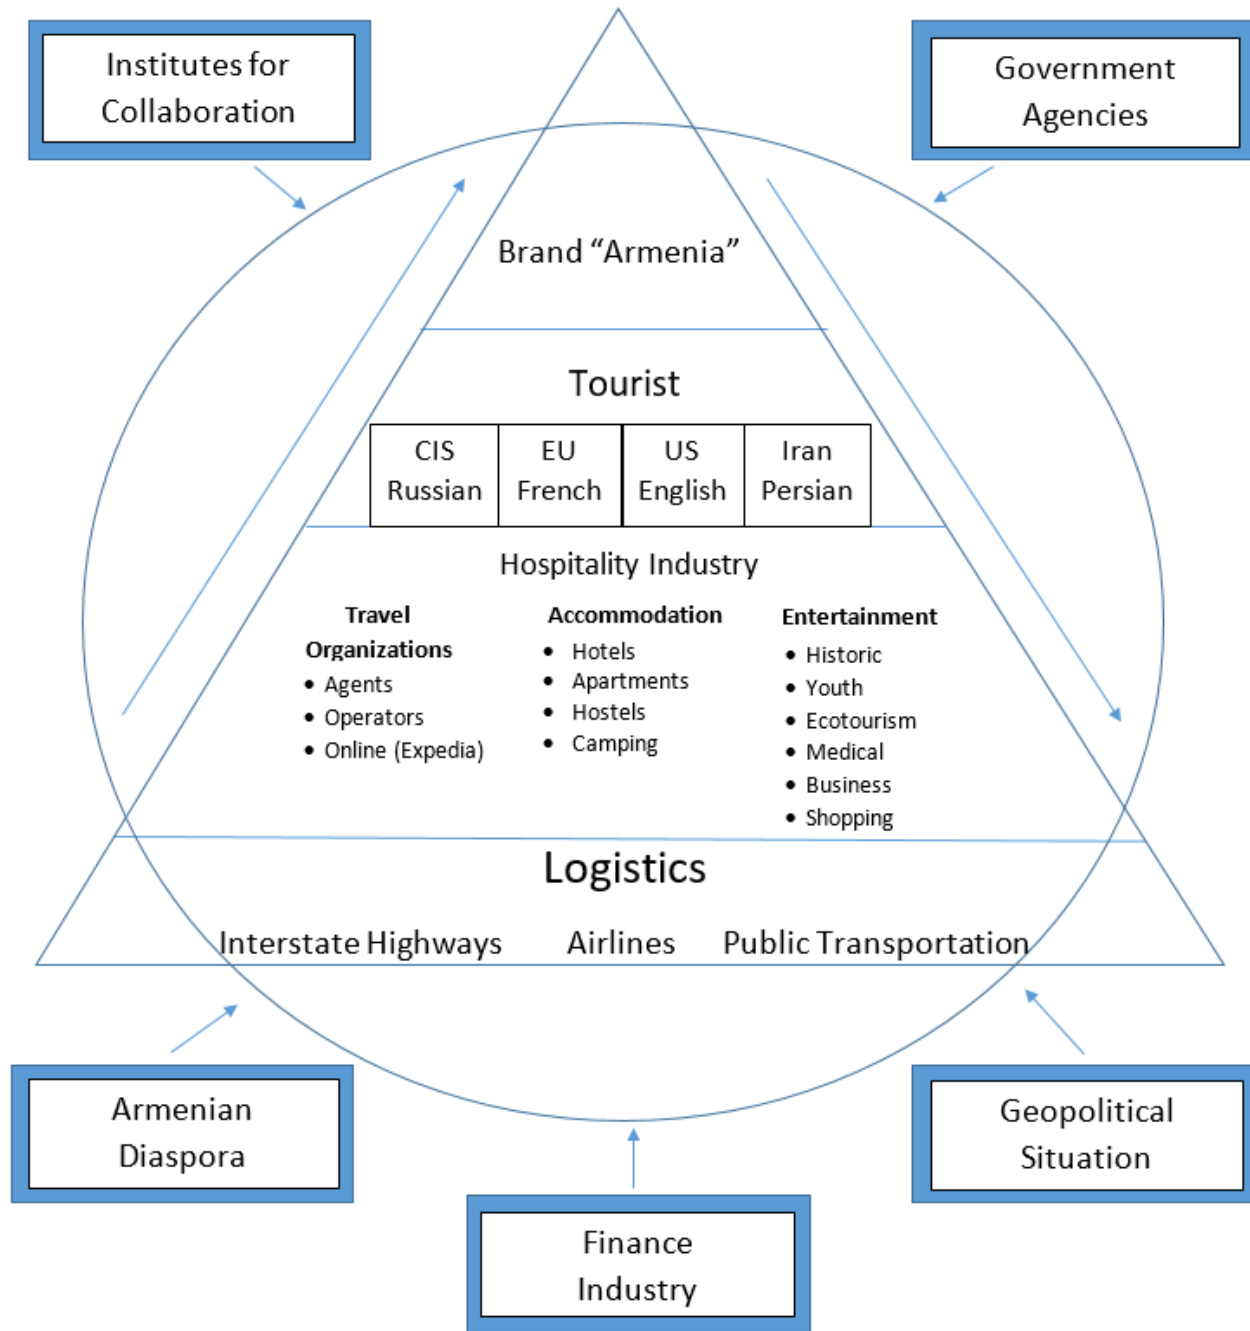 Institutes for
Collaboration
Government
Agencies
Brand “Armenia”
Tourist
CIS
Russian
EU
French
US
English
Iran
Persian
Hospitality Industry
Travel
Organizations
• Agents
• Operators
• Online (Expedia)
Accommodation
• Hotels
• Apartments
• Hostels
• Camping
Entertainment
• Historic
• Youth
• Ecotourism
• Medical
• Business
• Shopping
Logistics
Interstate Highways
Airlines
Public Transportation
Armenian
Diaspora
Geopolitical
Situation
Finance
Industry